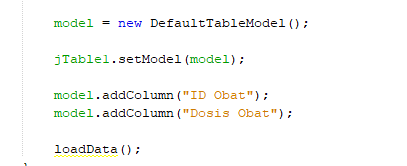 model = new DefaultTableModel();
jTable1.setModel(model);
model.addColumn("ID Obat");
model.addColumn("Dosis Obat");
loadData();